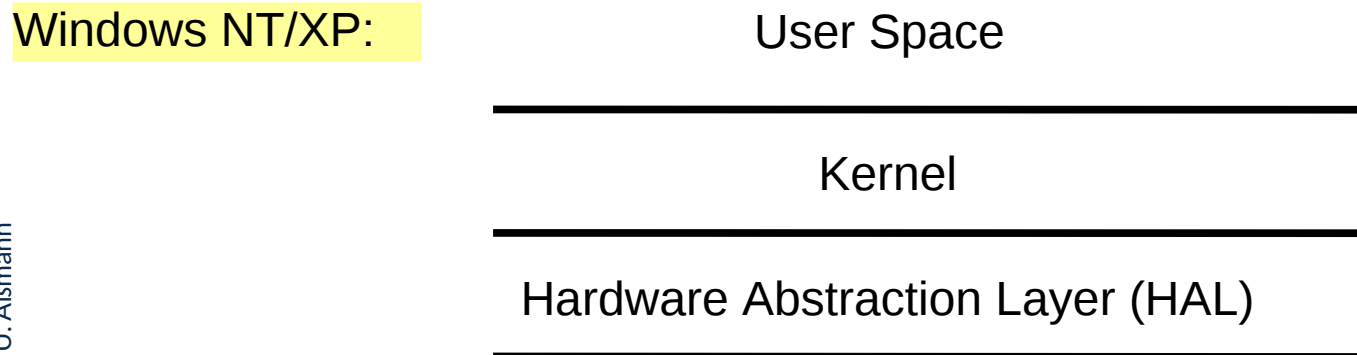 Windows NT/XP:
User Space
Kernel
Hardware Abstraction Layer (HAL)